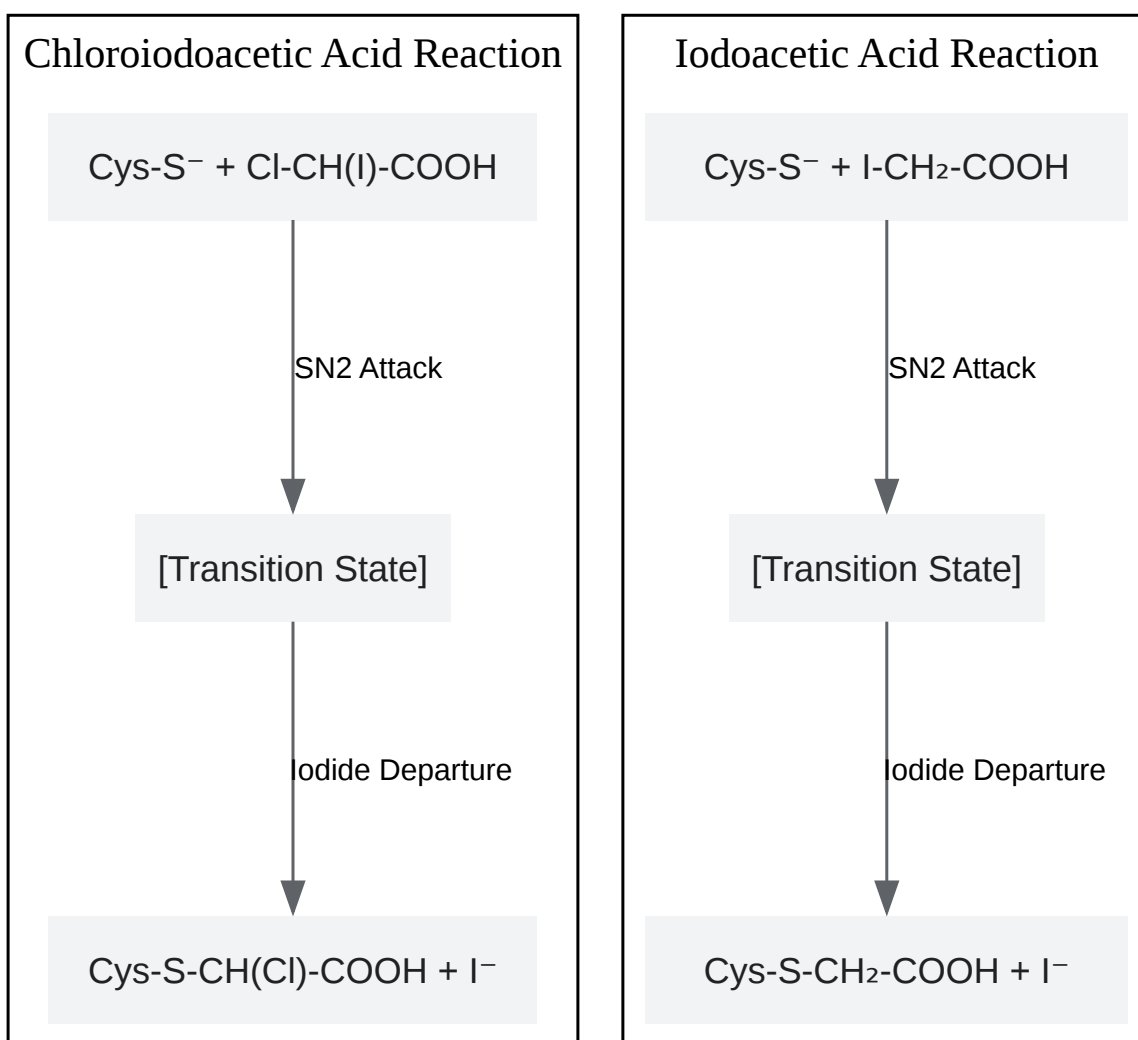 Chloroiodoacetic Acid Reaction
Cys-S⁻ + Cl-CH(I)-COOH
SN2 Attack
[Transition State]
Iodide Departure
Cys-S-CH(Cl)-COOH + I⁻
Iodoacetic Acid Reaction
Cys-S⁻ + I-CH₂-COOH
SN2 Attack
[Transition State]
Iodide Departure
Cys-S-CH₂-COOH + I⁻